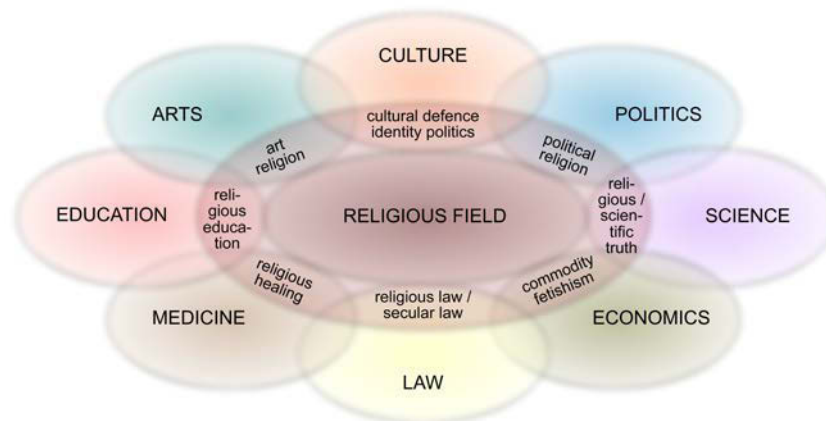 CULTURE
ARTS
POLITICS
cultural defence
identity politics
art
religion
political
religion
EDUCATION
reli-
gious
educa-
tion
RELIGIOUS FIELD
reli-
gious /
scien-
tific
truth
SCIENCE
religious
healing
commodity
fetishism
religious law /
secular law
MEDICINE
ECONOMICS
LAW